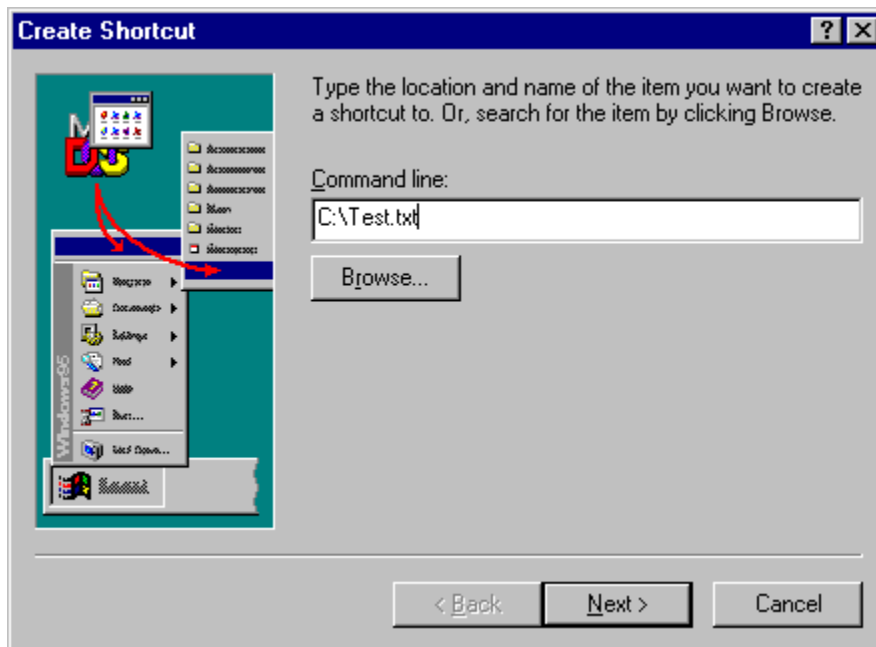 Create Shortcut
Type the location and name of the item you want to create
a shortcut to. Or, search for the item by clicking Browse.
Command line:
C:\Test.txt
Browse...
Windows95
< Back
Next >
Cancel